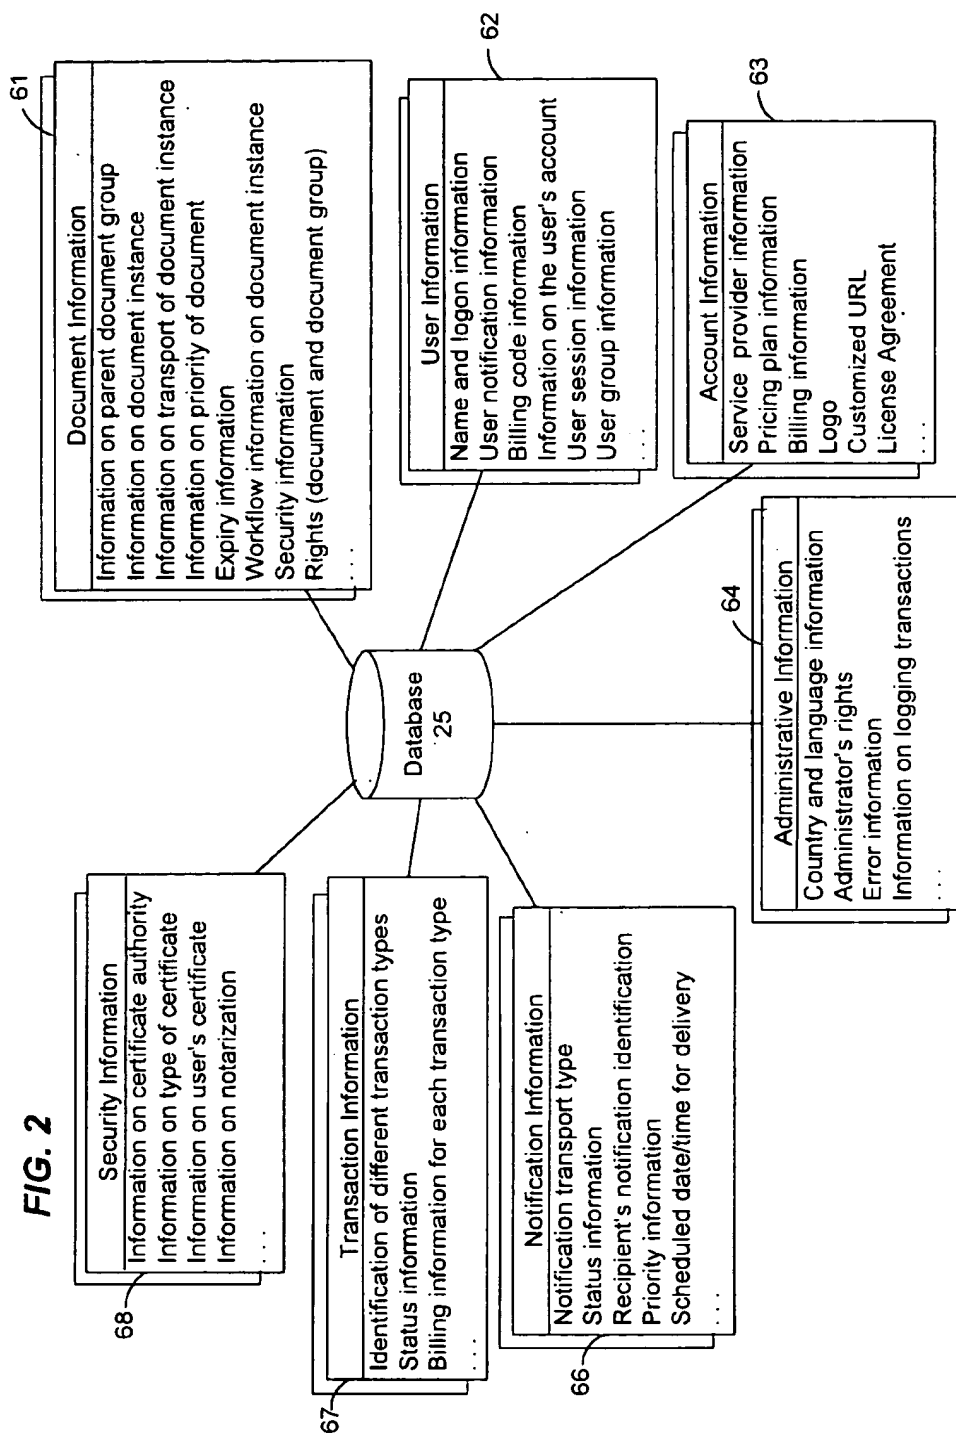 FIG. 2
68
Security Information
Information on certificate authority
Information on type of certificate
Information on user's certificate
Information on notarization
. . . .
61
Document Information
Information on parent document group
Information on document instance
Information on transport of document instance
Information on priority of document
Expiry information
Workflow information on document instance
Security information
Rights (document and document group)
. . . .
67
Transaction Information
Identification of different transaction types
Status information
Billing information for each transaction type
. . . .
Database
25
62
User Information
Name and logon information
User notification information
Billing code information
Information on the user's account
User session information
User group information
. . . .
66
Notification Information
Notification transport type
Status information
Recipient's notification identification
Priority information
Scheduled date/time for delivery
. . . .
63
Account Information
Service provider information
Pricing plan information
Billing information
Logo
Customized URL
License Agreement
. . . .
64
Administrative Information
Country and language information
Administrator's rights
Error information
Information on logging transactions
. . . .